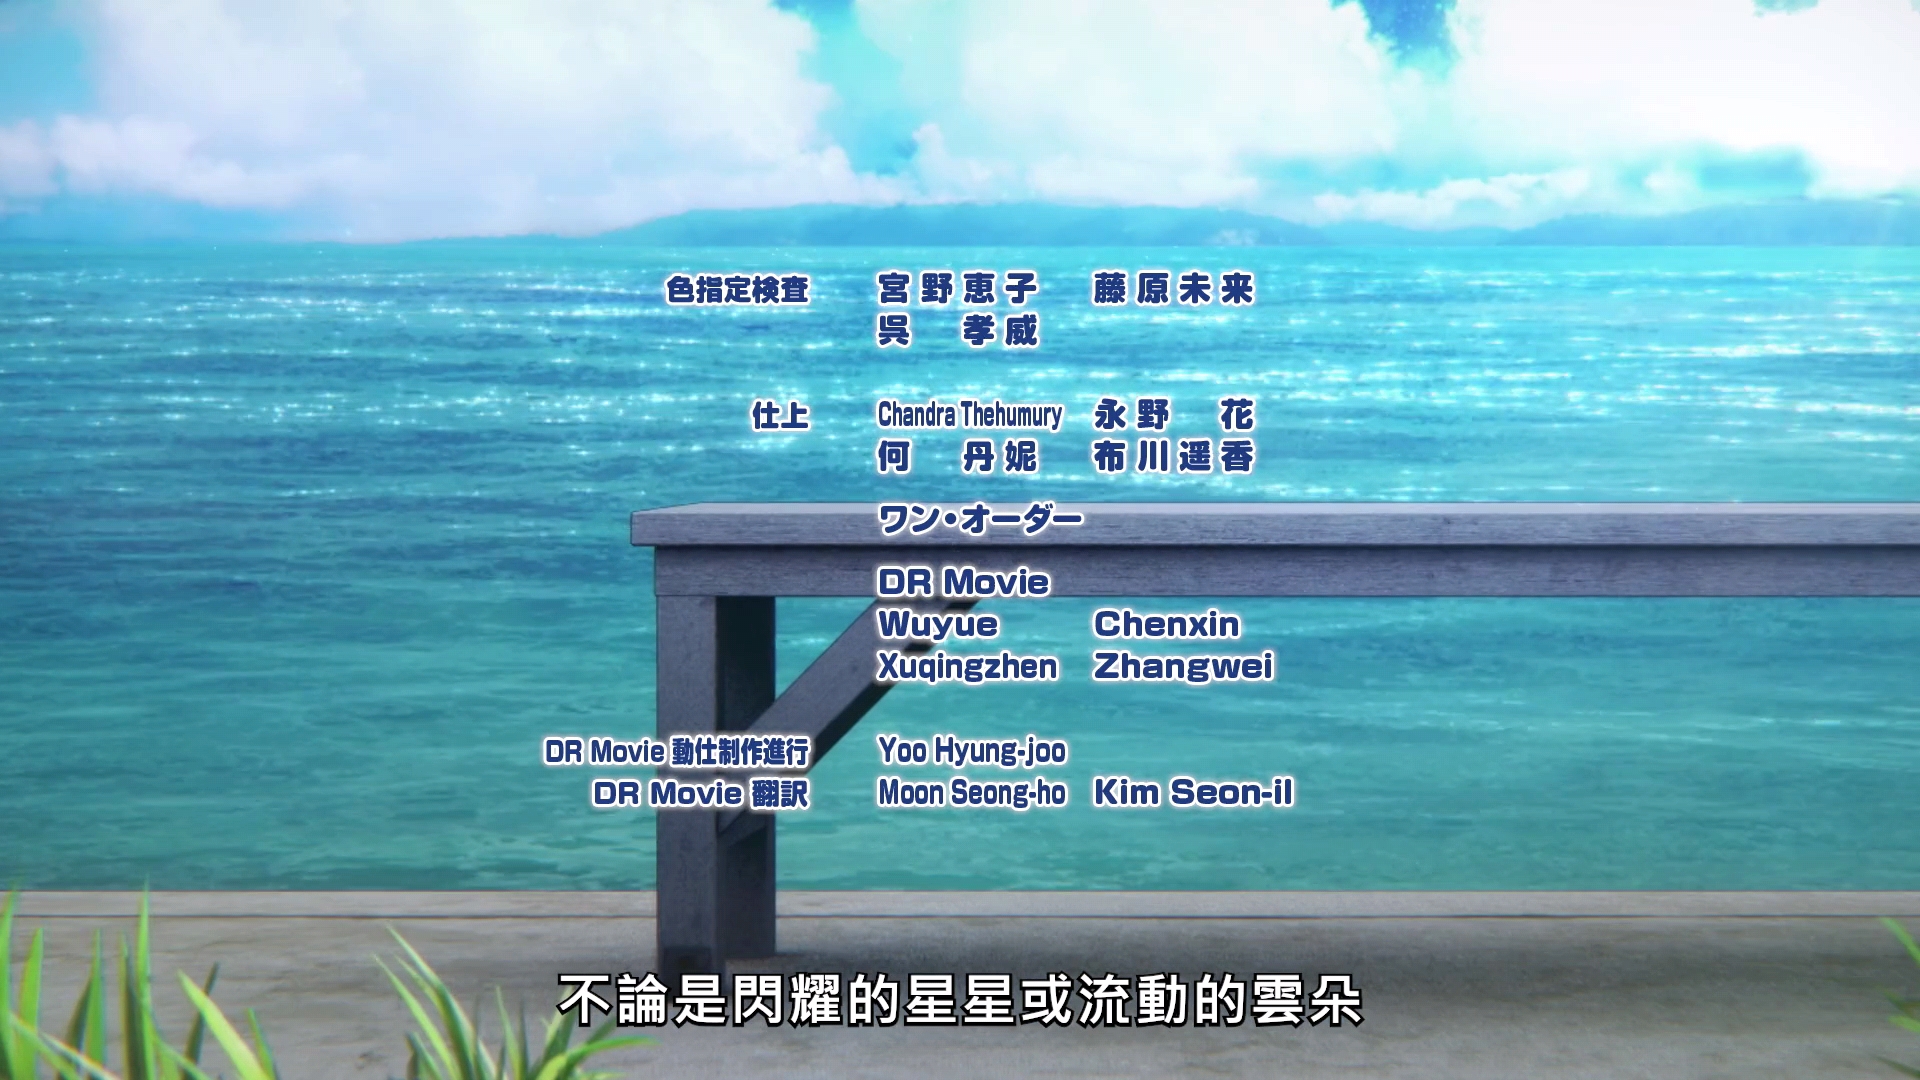 色指定検査 宮野恵子 藤原未来
呉 孝威
仕上 Chandra Thehumury 永野 花
何 丹妮 布川遥香
ワン・オーダー
DR Movie
Wuyue Chenxin
Xuqingzhen Zhangwei
DR Movie 動仕制作進行 Yoo Hyung-joo
DR Movie 翻訳 Moon Seong-ho Kim Seon-il
不論是閃耀的星星或流動的雲朵